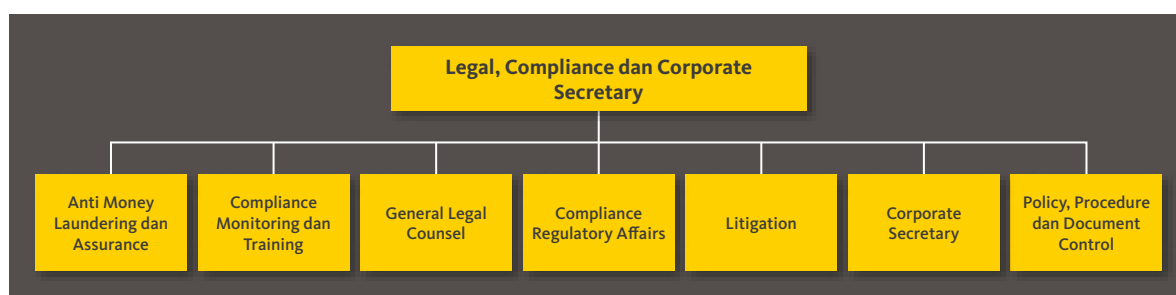 Legal, Compliance dan Corporate
Secretary
Anti Money
Laundering dan
Assurance
Compliance
Monitoring dan
Training
General Legal
Counsel
Compliance
Regulatory Affairs
Litigation
Corporate
Secretary
Policy, Procedure
dan Document
Control